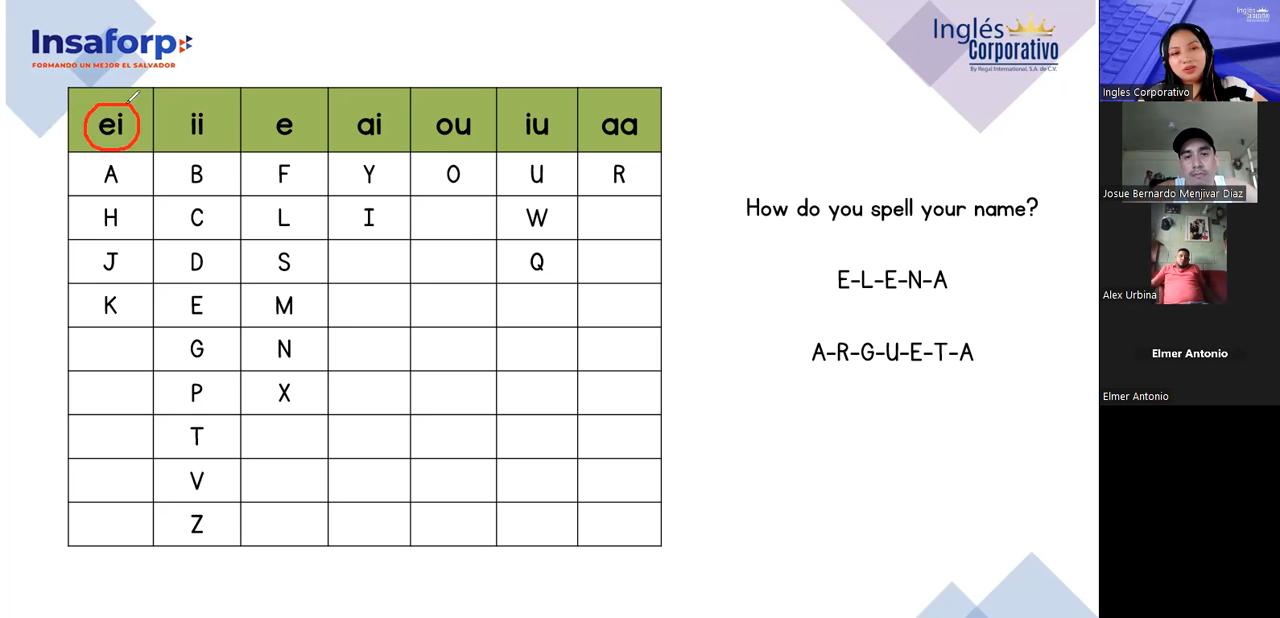 Insaforp
FORMANDO UN MEJOR EL SALVADOR
Inglés
Corporativo
By Regal International, S.A. de C.V.
ei ii e ai ou iu aa
A B F Y O U R
H C L I W
J D S Q
K E M
G N
P X
T
V
Z
How do you spell your name?
E-L-E-N-A
A-R-G-U-E-T-A
Ingles Corporativo
Josue Bernardo Menjivar Diaz
Alex Urbina
Elmer Antonio
Elmer Antonio